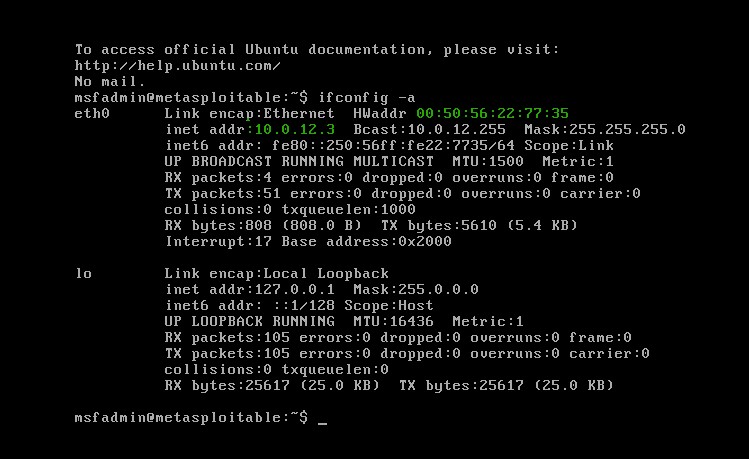 To access official Ubuntu documentation, please visit:
http://help.ubuntu.com/
No mail.
msfadmin@metasploitable:~$ ifconfig -a
eth0      Link encap:Ethernet  HWaddr 00:50:56:22:77:35
          inet addr:10.0.12.3  Bcast:10.0.12.255  Mask:255.255.255.0
          inet6 addr: fe80::250:56ff:fe22:7735/64 Scope:Link
          UP BROADCAST RUNNING MULTICAST  MTU:1500  Metric:1
          RX packets:4 errors:0 dropped:0 overruns:0 frame:0
          TX packets:51 errors:0 dropped:0 overruns:0 carrier:0
          collisions:0 txqueuelen:1000
          RX bytes:808 (808.0 B)  TX bytes:5610 (5.4 KB)
          Interrupt:17 Base address:0x2000
lo        Link encap:Local Loopback
          inet addr:127.0.0.1  Mask:255.0.0.0
          inet6 addr: ::1/128 Scope:Host
          UP LOOPBACK RUNNING  MTU:16436  Metric:1
          RX packets:105 errors:0 dropped:0 overruns:0 frame:0
          TX packets:105 errors:0 dropped:0 overruns:0 carrier:0
          collisions:0 txqueuelen:0
          RX bytes:25617 (25.0 KB)  TX bytes:25617 (25.0 KB)
msfadmin@metasploitable:~$ _